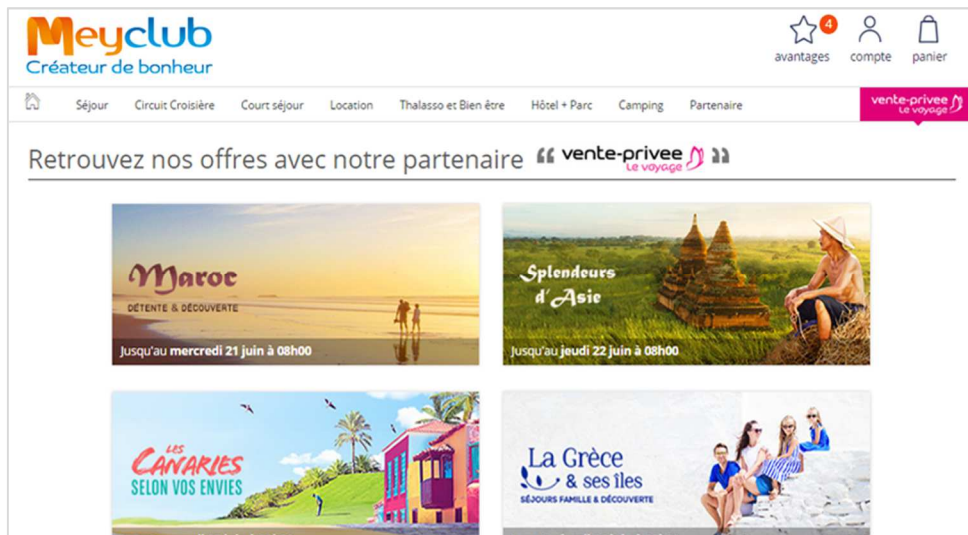 Meyclub
Créateur de bonheur
4
avantages compte panier
Séjour Circuit Croisière Court séjour Location Thalasso et Bien être Hôtel + Parc Camping Partenaire
vente-privee
Le voyage
Retrouvez nos offres avec notre partenaire “ vente-privee ”
Le voyage
Maroc
DÉTENTE & DÉCOUVERTE
Jusqu'au mercredi 21 juin à 08h00
Splendeurs
d'Asie
Jusqu'au jeudi 22 juin à 08h00
LES
CANARIES
SELON VOS ENVIES
La Grèce
& ses îles
SÉJOURS FAMILLE & DÉCOUVERTE